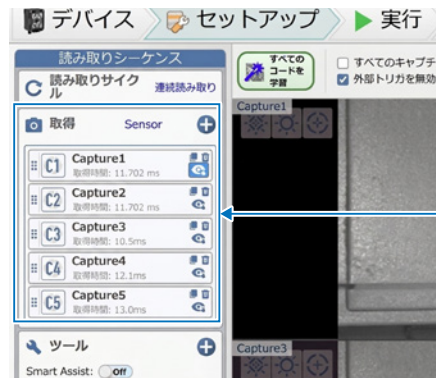 デバイス
セットアップ
実行
読み取りシーケンス
読み取りサイクル
連続読み取り
取得
Sensor
C1
Capture1
取得時間: 11.702 ms
C2
Capture2
取得時間: 11.702 ms
C3
Capture3
取得時間: 10.5ms
C4
Capture4
取得時間: 12.1ms
C5
Capture5
取得時間: 13.0ms
ツール
Smart Assist: Off
すべての
コードを
学習
すべてのキャプチ
外部トリガを無効
Capture1
Capture3